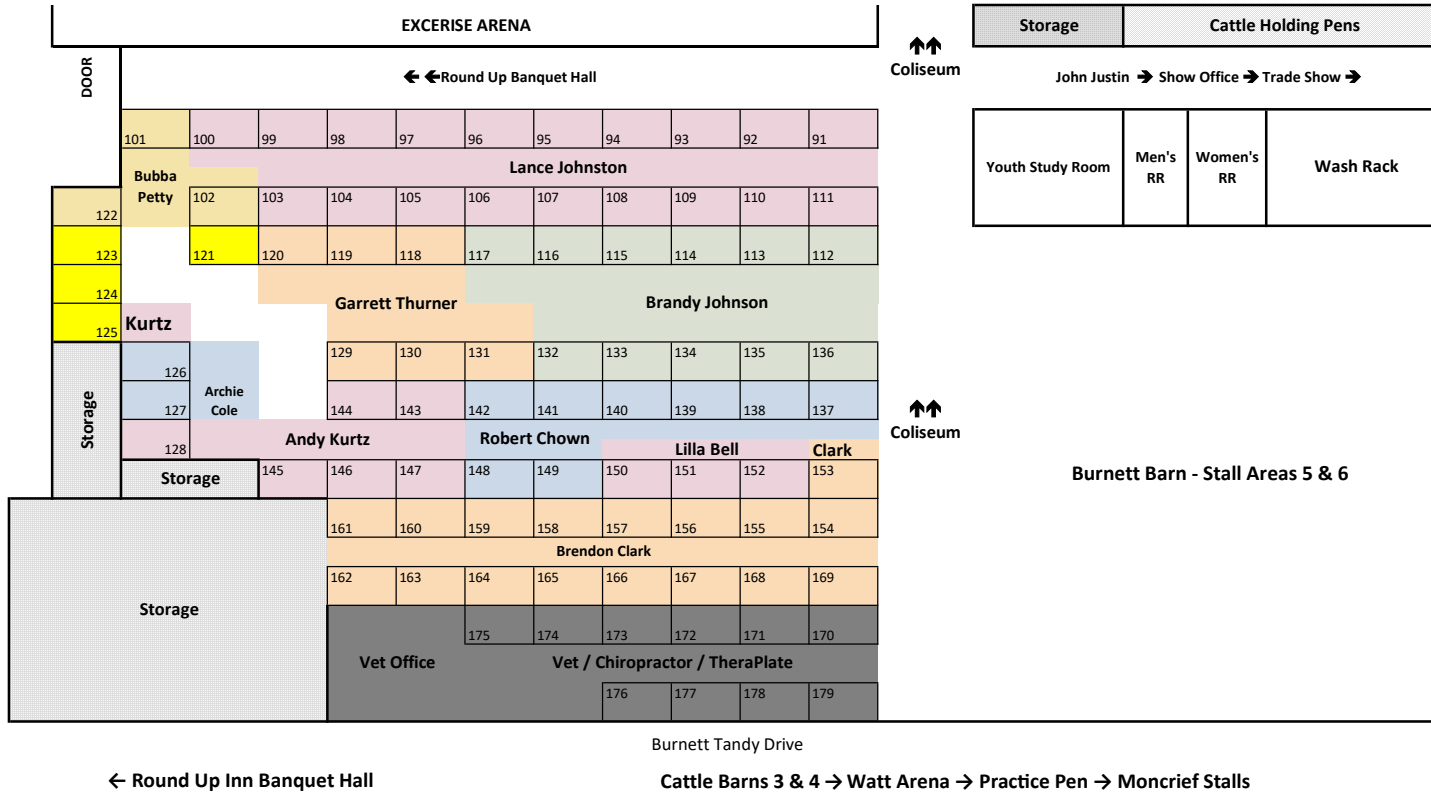 EXCERISE ARENA
Storage
Cattle Holding Pens
DOOR
← ←Round Up Banquet Hall
↑↑
Coliseum
John Justin → Show Office → Trade Show →
101 100 99 98 97 96 95 94 93 92 91
Bubba
Petty
Lance Johnston
Youth Study Room
Men's
RR
Women's
RR
Wash Rack
122 102 103 104 105 106 107 108 109 110 111
123 121 120 119 118 117 116 115 114 113 112
124
Garrett Thurner
Brandy Johnson
125 Kurtz
129 130 131 132 133 134 135 136
126
Storage
Archie
Cole
127 144 143 142 141 140 139 138 137
↑↑
Coliseum
128
Andy Kurtz
Robert Chown
Lilla Bell
Clark
Storage
145 146 147 148 149 150 151 152 153
Burnett Barn - Stall Areas 5 & 6
161 160 159 158 157 156 155 154
Brendon Clark
162 163 164 165 166 167 168 169
Storage
175 174 173 172 171 170
Vet Office
Vet / Chiropractor / TheraPlate
176 177 178 179
Burnett Tandy Drive
← Round Up Inn Banquet Hall
Cattle Barns 3 & 4 → Watt Arena → Practice Pen → Moncrief Stalls